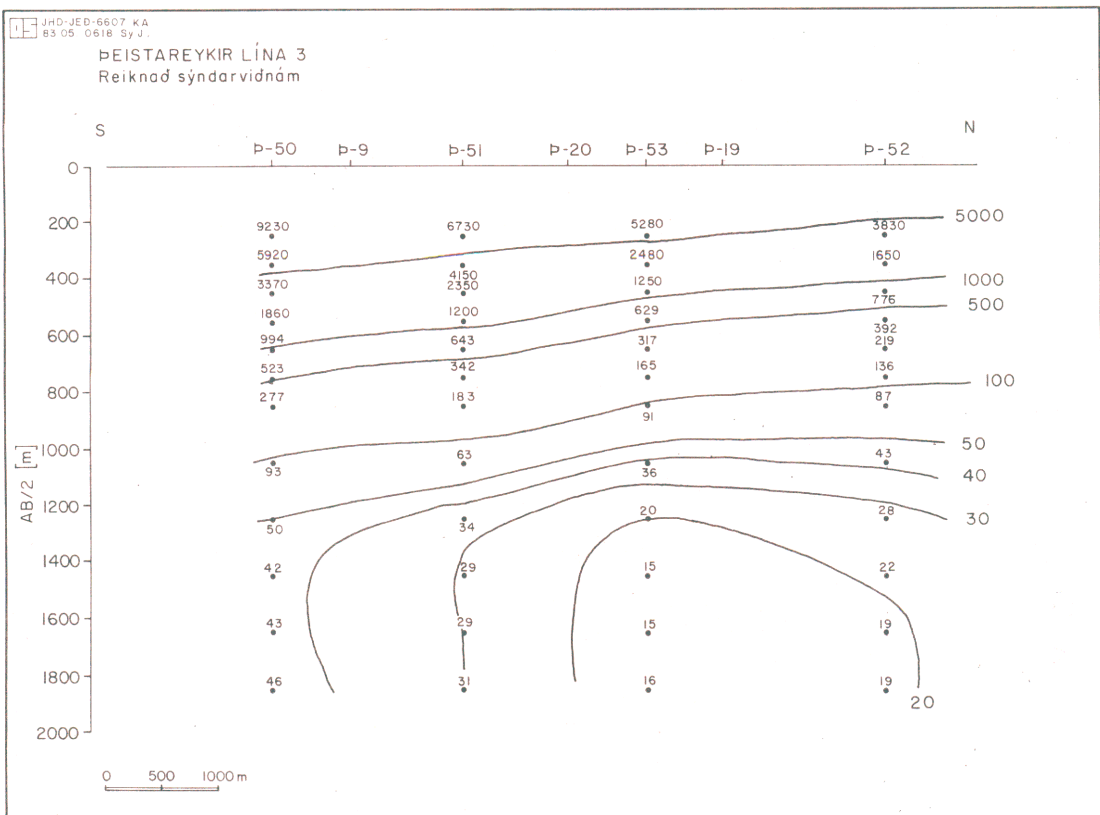 JHD-JED-6607 KA
83 05 0618 SyJ.
ÞEISTAREYKIR LÍNA 3
Reiknað sýndarviðnám
S N
Þ-50 Þ-9 Þ-51 Þ-20 Þ-53 Þ-19 Þ-52
0
200
9230 6730 5280 3830 5000
5920 4150 2480 1650
400
3370 2350 1250 776 1000
1860 1200 629 392 500
600
994 643 317 219
523 342 165 136
800
277 183 91 87 100
1000
93 63 36 43 50
40
1200
50 34 20 28 30
1400
42 29 15 22
1600
43 29 15 19
1800
46 31 16 19 20
2000
AB/2 [m]
0 500 1000 m